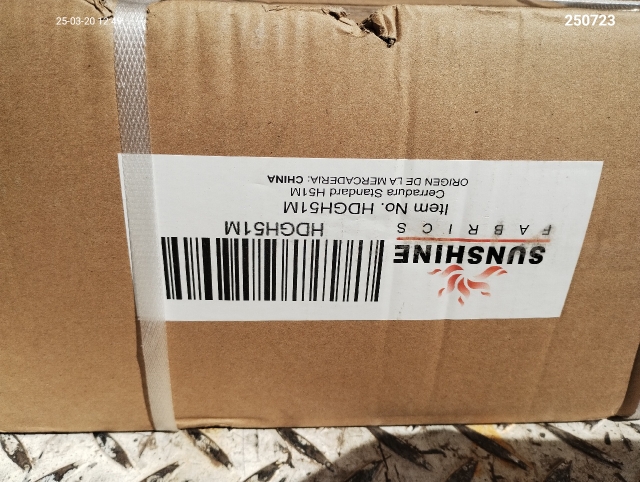 25-03-20 12:49
250723
SUNSHINE
FABRICS
HDGH51M
Item No. HDGH51M
Cerradura Standard H51M
ORIGEN DE LA MERCADERIA: CHINA